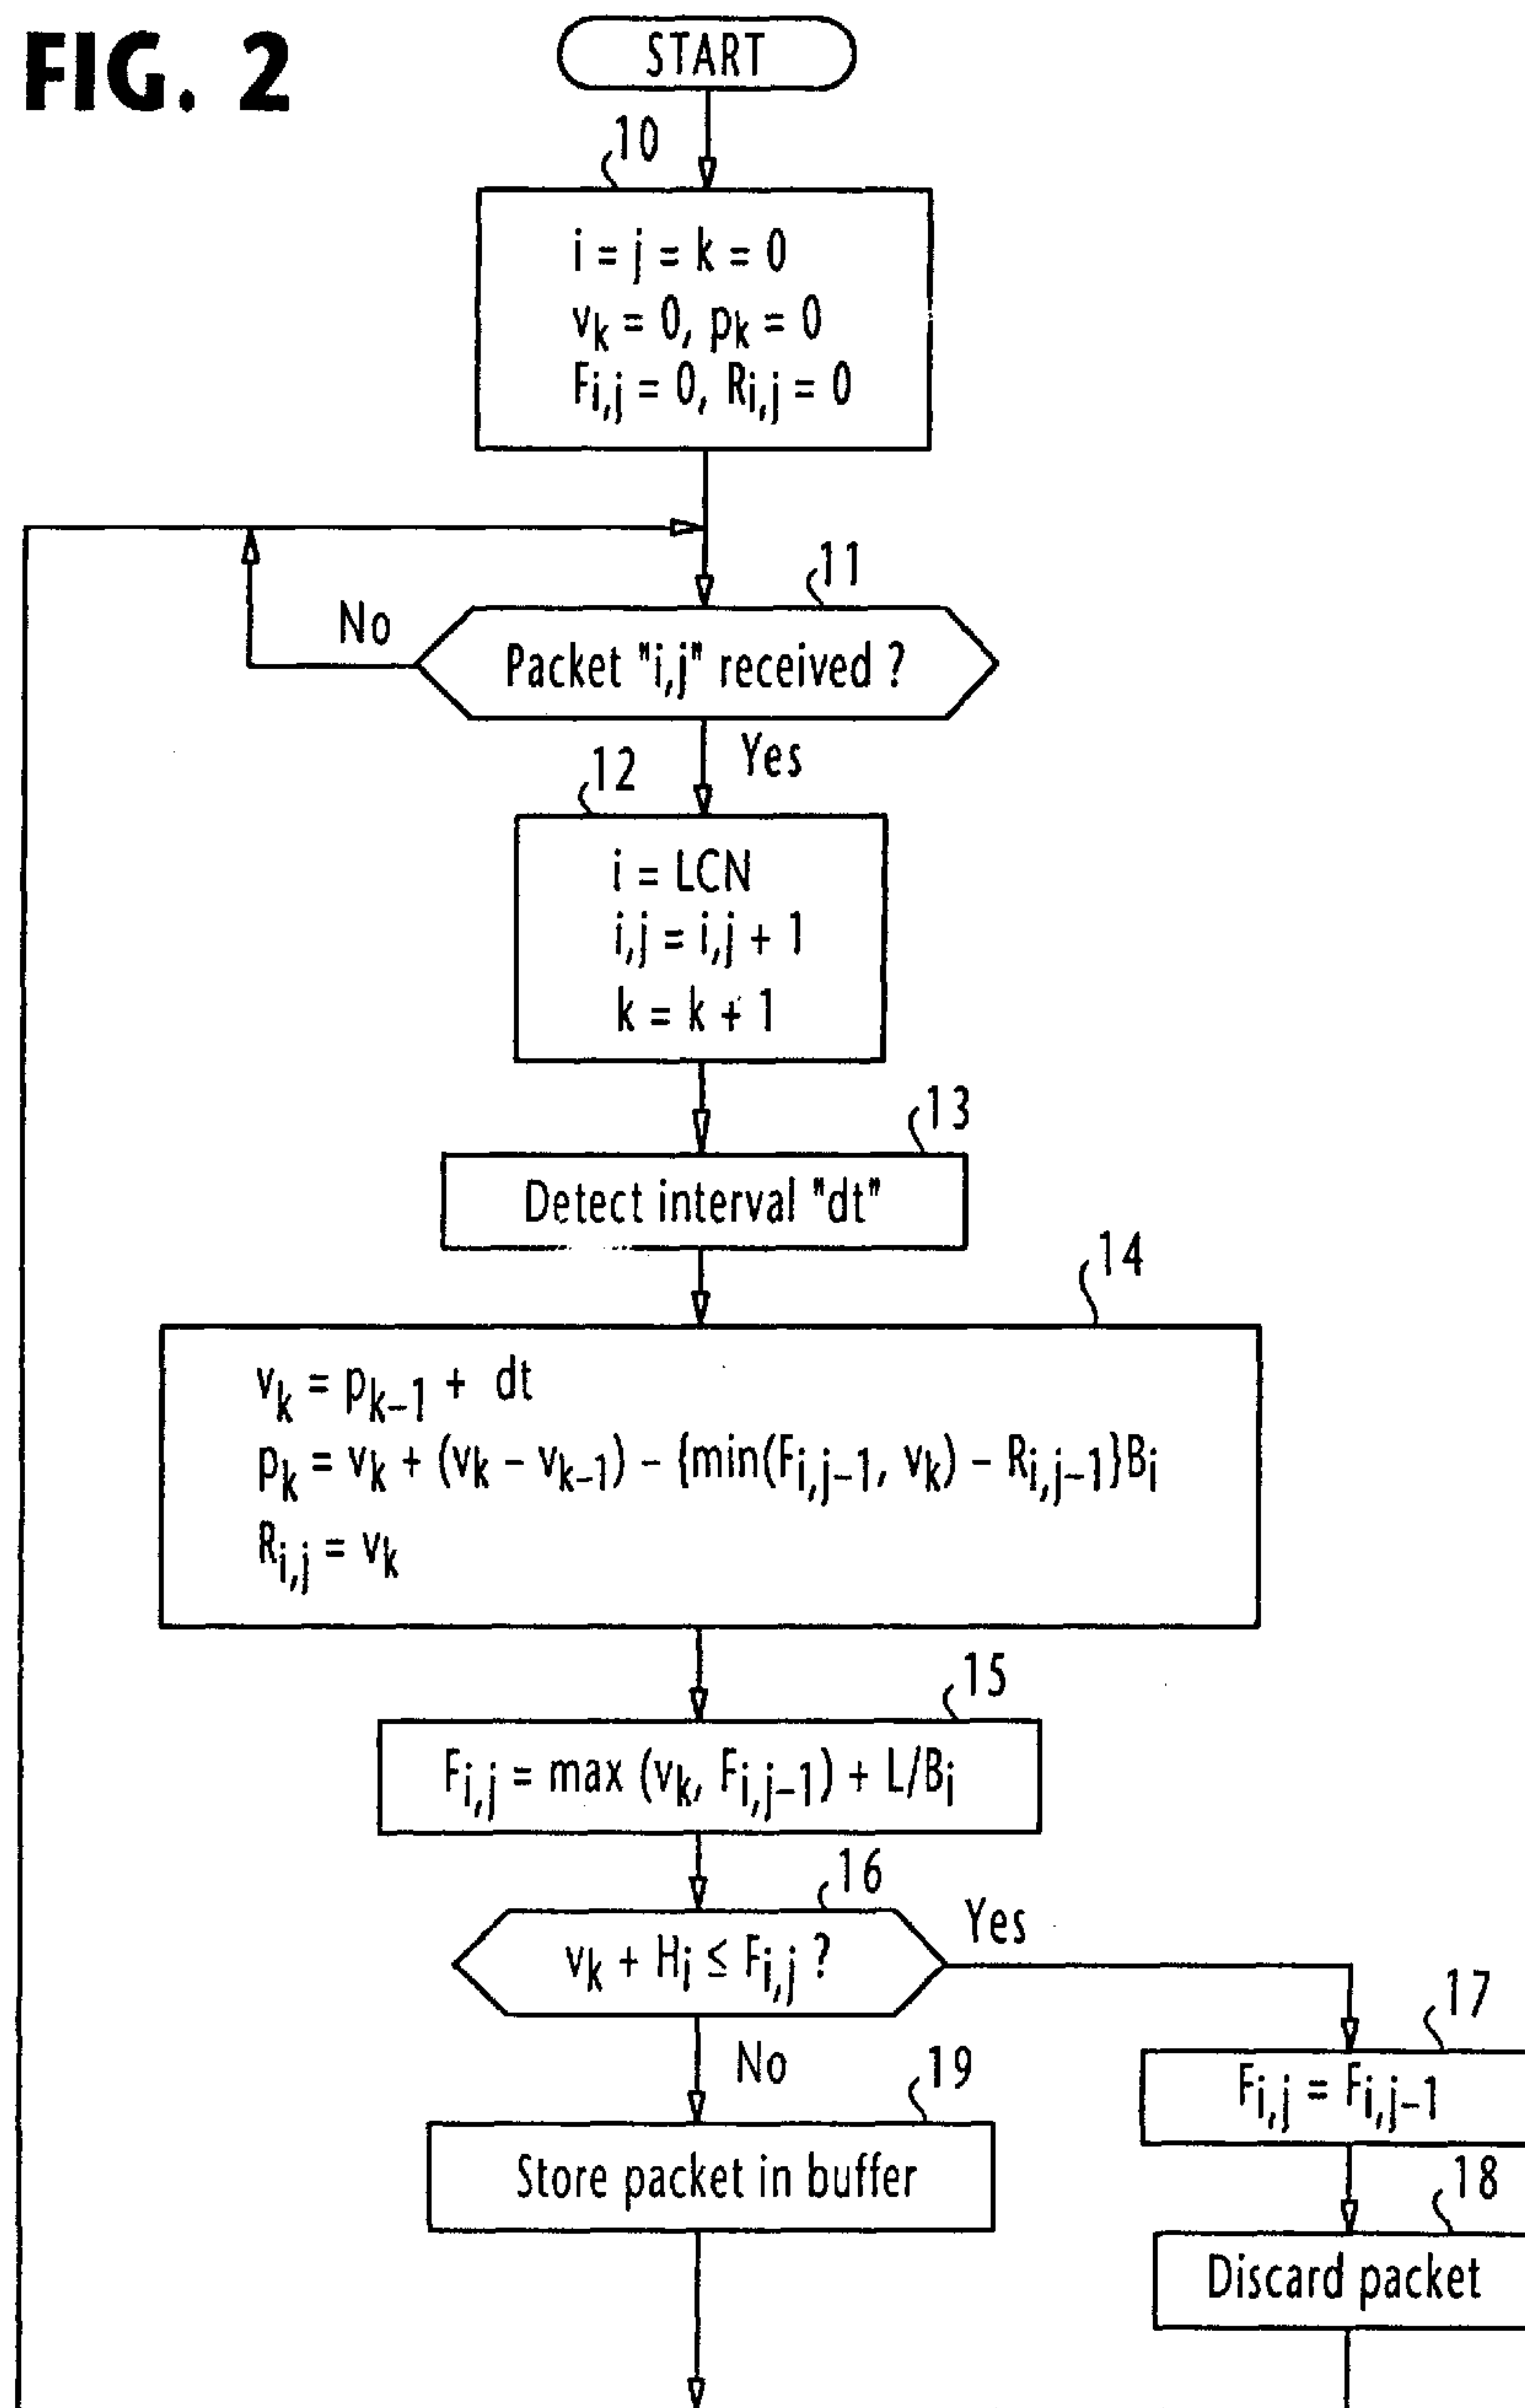 FIG. 2
START
10
i = j = k = 0
vk = 0, pk = 0
Fi,j = 0, Ri,j = 0
11
No
Packet "i,j" received ?
Yes
12
i = LCN
i,j = i,j + 1
k = k + 1
13
Detect interval "dt"
14
vk = pk–1 + dt
pk = vk + (vk – vk–1) – {min(Fi,j–1, vk) – Ri,j–1}Bi
Ri,j = vk
15
Fi,j = max (vk, Fi,j–1) + L/Bi
16
Yes
vk + Hi ≤ Fi,j ?
17
No
Fi,j = Fi,j–1
19
Store packet in buffer
18
Discard packet